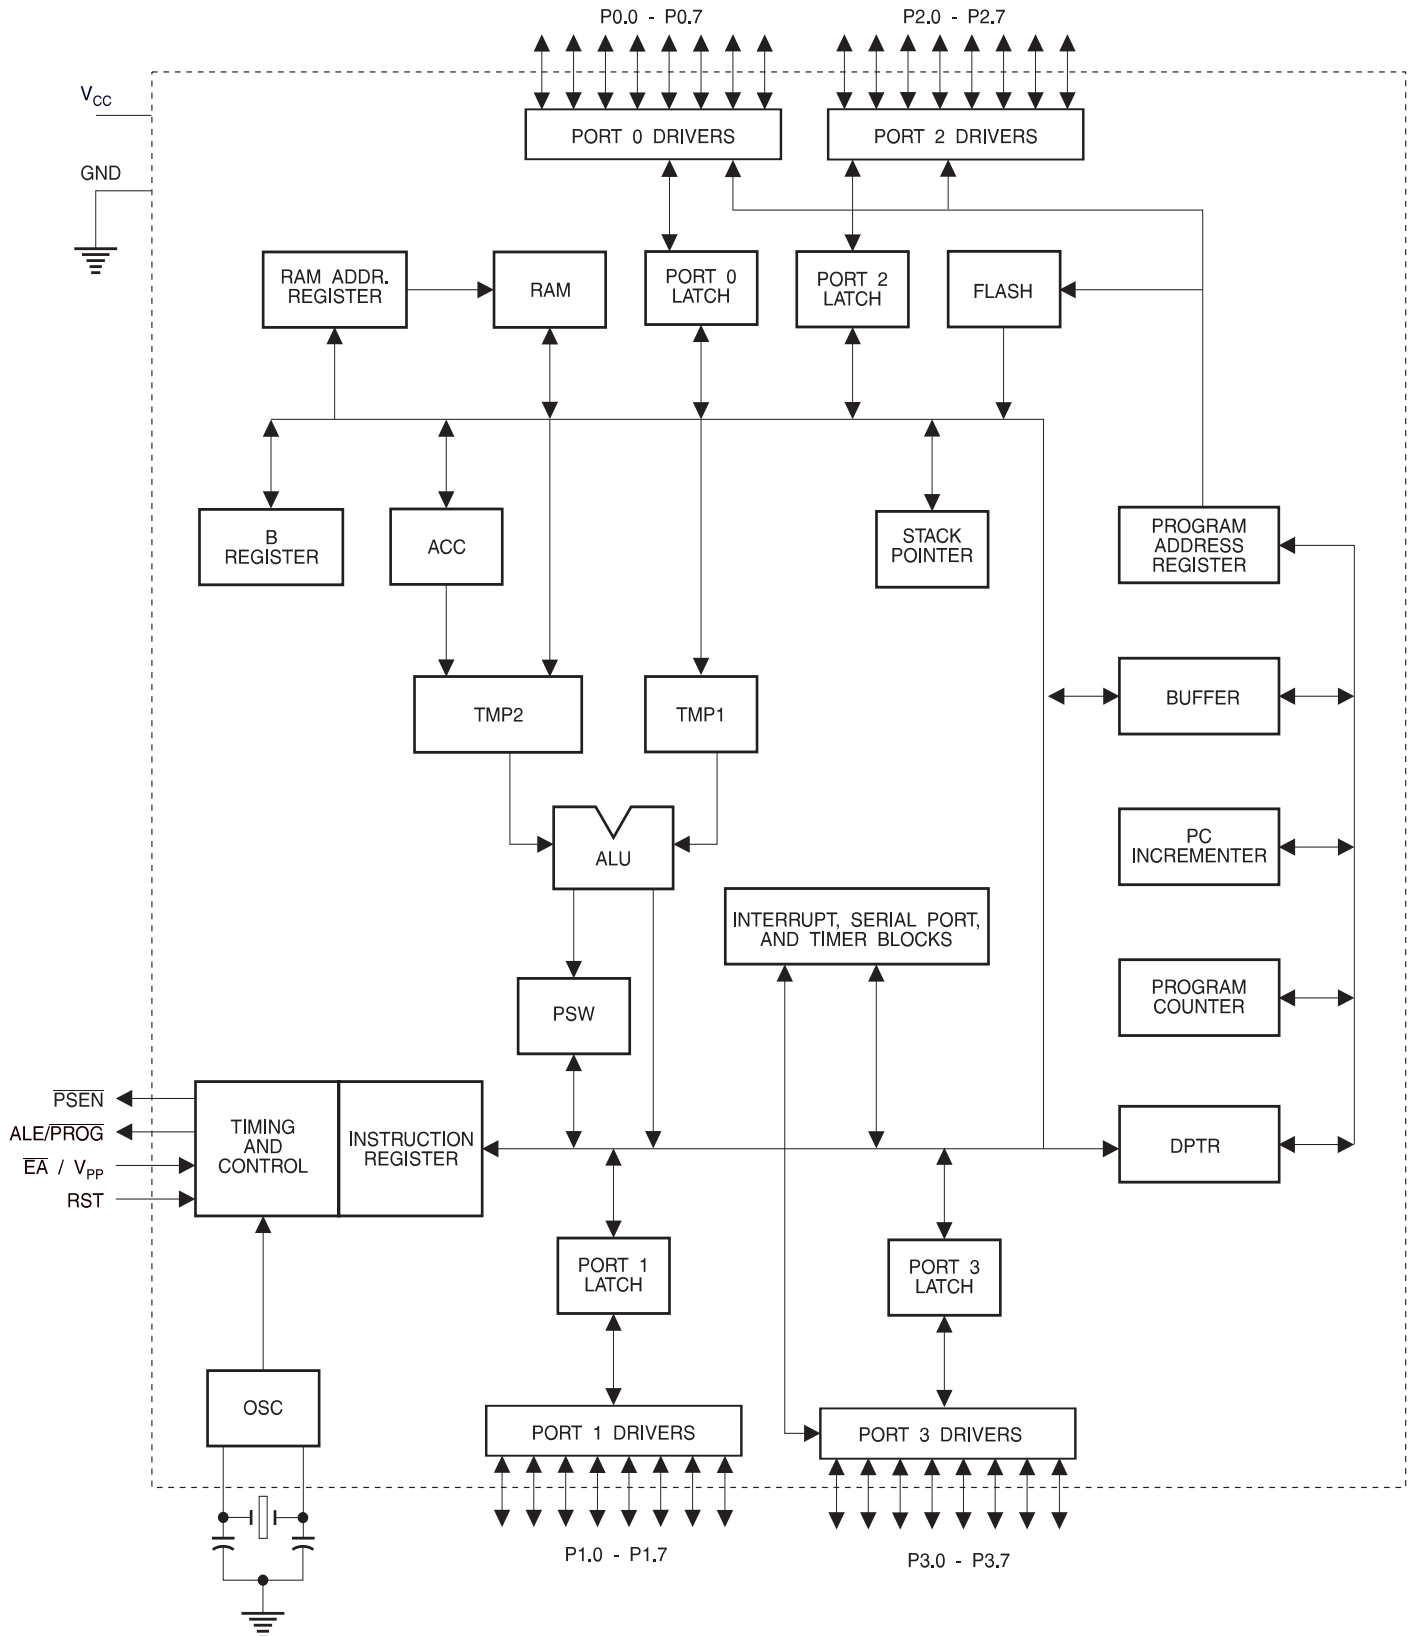 P0.0 - P0.7
P2.0 - P2.7
VCC
PORT 0 DRIVERS
PORT 2 DRIVERS
GND
RAM ADDR.
REGISTER
RAM
PORT 0
LATCH
PORT 2
LATCH
FLASH
B
REGISTER
ACC
STACK
POINTER
PROGRAM
ADDRESS
REGISTER
TMP2
TMP1
BUFFER
ALU
PC
INCREMENTER
INTERRUPT, SERIAL PORT,
AND TIMER BLOCKS
PSW
PROGRAM
COUNTER
PSEN
ALE/PROG
EA / VPP
RST
TIMING
AND
CONTROL
INSTRUCTION
REGISTER
DPTR
PORT 1
LATCH
PORT 3
LATCH
OSC
PORT 1 DRIVERS
PORT 3 DRIVERS
P1.0 - P1.7
P3.0 - P3.7